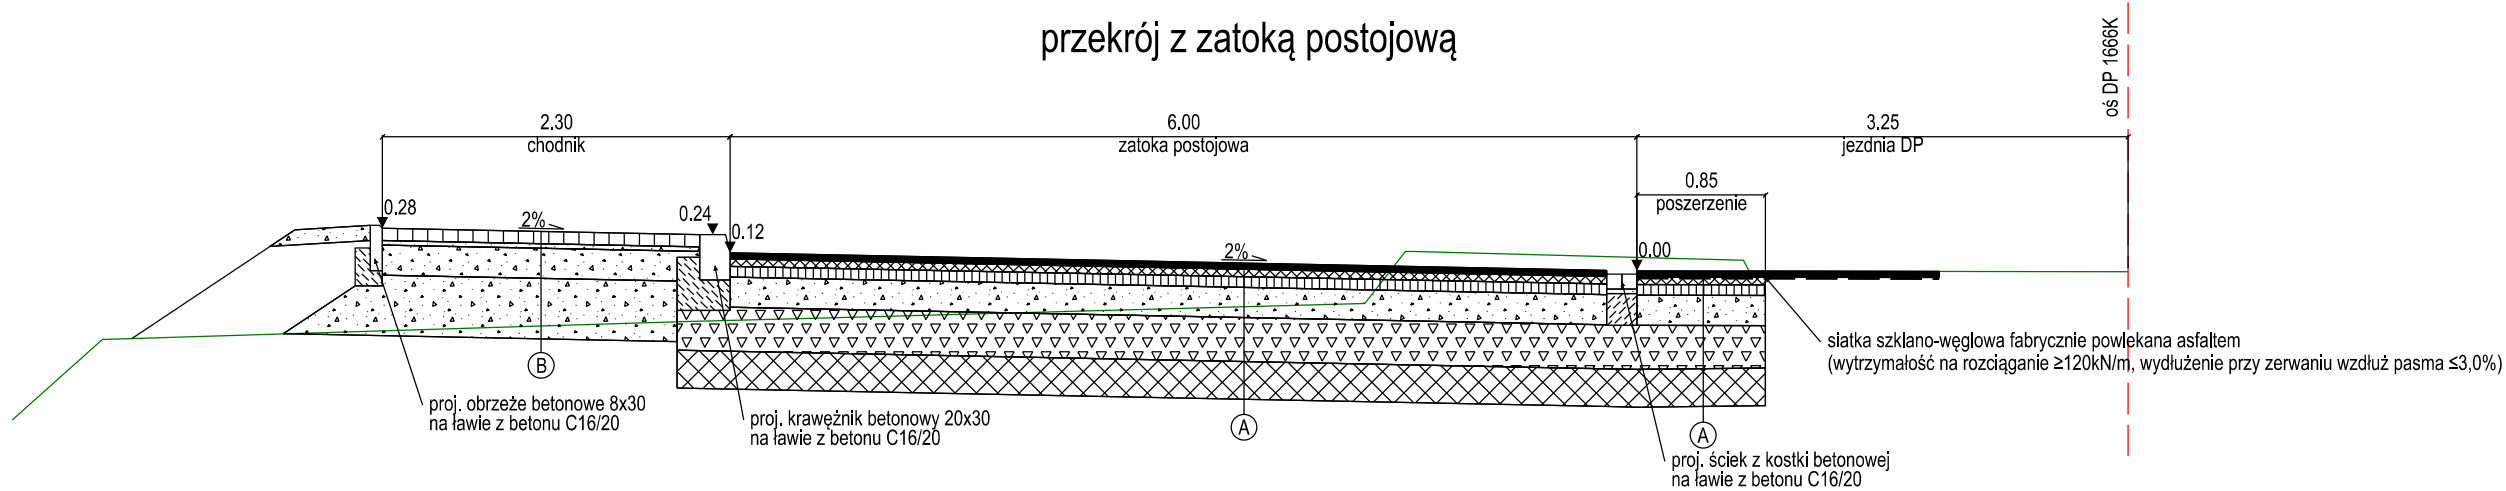 przekrój z zatoką postojową
oś DP 1666K
2.30
chodnik
6.00
zatoka postojowa
3.25
jezdnia DP
0.85
poszerzenie
0.28
2%
0.24
0.12
2%
0.00
siatka szklano-węglowa fabrycznie powlekana asfaltem
(wytrzymałość na rozciąganie ≥120kN/m, wydłużenie przy zerwaniu wzdłuż pasma ≤3,0%)
B
proj. obrzeże betonowe 8x30
na ławie z betonu C16/20
proj. krawężnik betonowy 20x30
na ławie z betonu C16/20
A
A
proj. ściek z kostki betonowej
na ławie z betonu C16/20